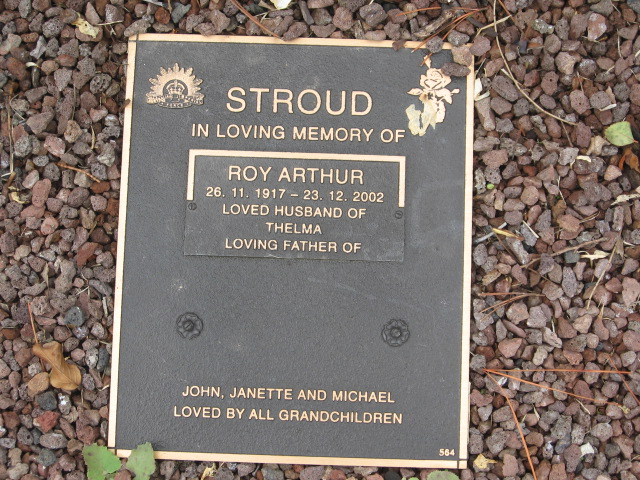 STROUD
IN LOVING MEMORY OF
ROY ARTHUR
26. 11. 1917 – 23. 12. 2002
LOVED HUSBAND OF
THELMA
LOVING FATHER OF
JOHN, JANETTE AND MICHAEL
LOVED BY ALL GRANDCHILDREN
564